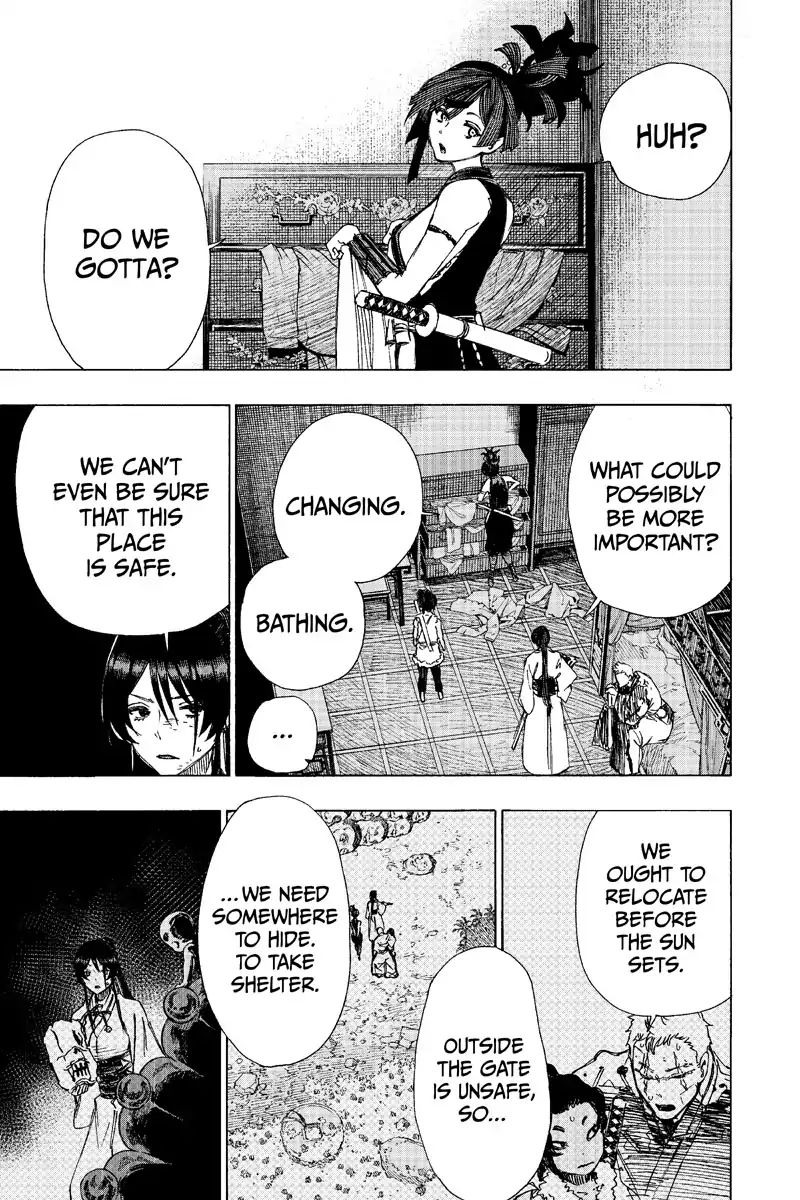 HUH?
DO WE
GOTTA?
WHAT COULD
POSSIBLY
BE MORE
IMPORTANT?
CHANGING.
BATHING.
...
WE CAN'T
EVEN BE SURE
THAT THIS
PLACE
IS SAFE.
WE
OUGHT TO
RELOCATE
BEFORE
THE SUN
SETS.
OUTSIDE
THE GATE
IS UNSAFE,
SO...
...WE NEED
SOMEWHERE
TO HIDE.
TO TAKE
SHELTER.